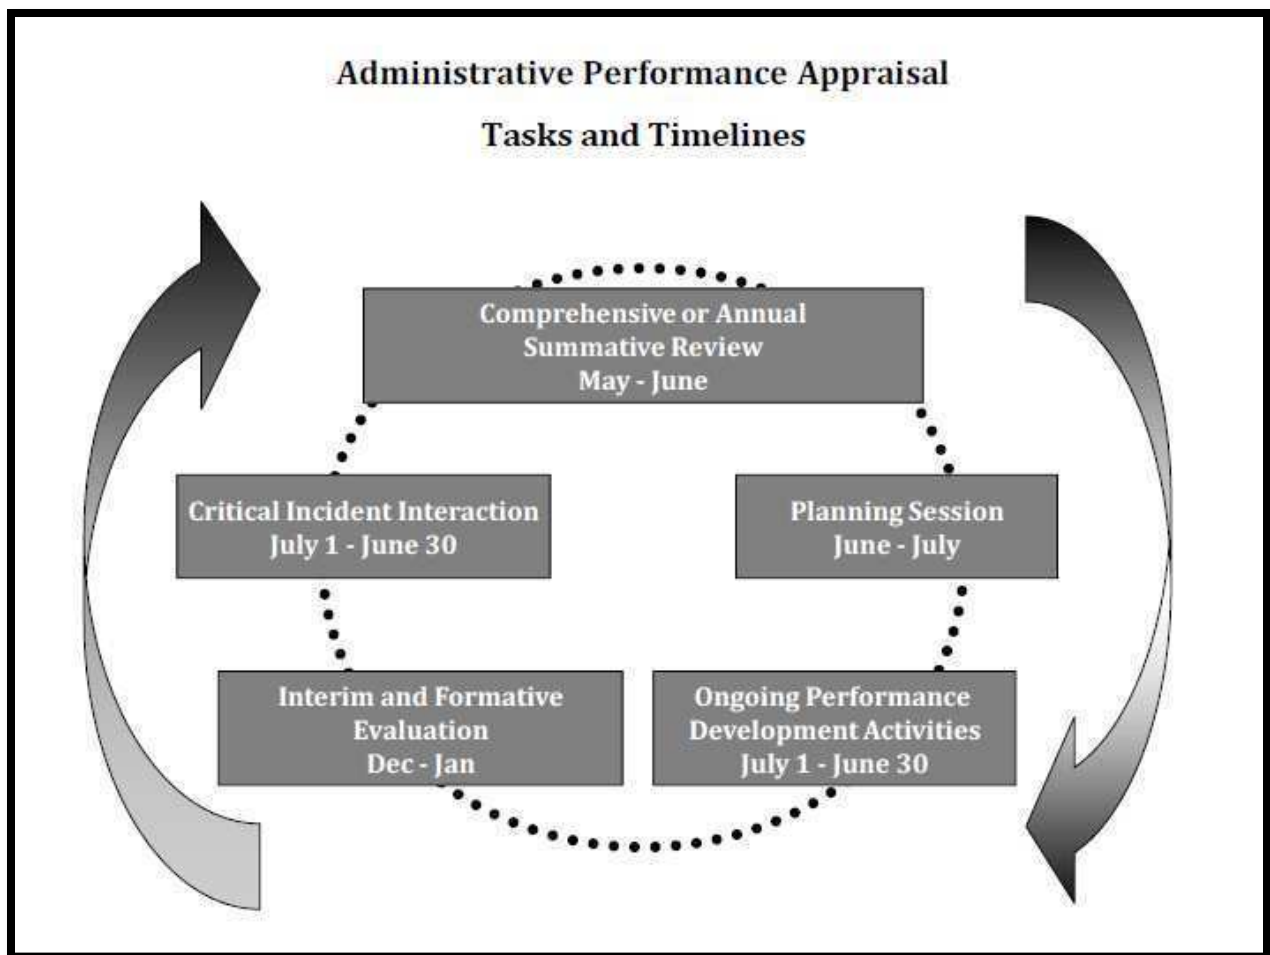 Administrative Performance Appraisal
Tasks and Timelines
Comprehensive or Annual
Summative Review
May - June
Critical Incident Interaction
July 1 - June 30
Planning Session
June - July
Interim and Formative
Evaluation
Dec - Jan
Ongoing Performance
Development Activities
July 1 - June 30